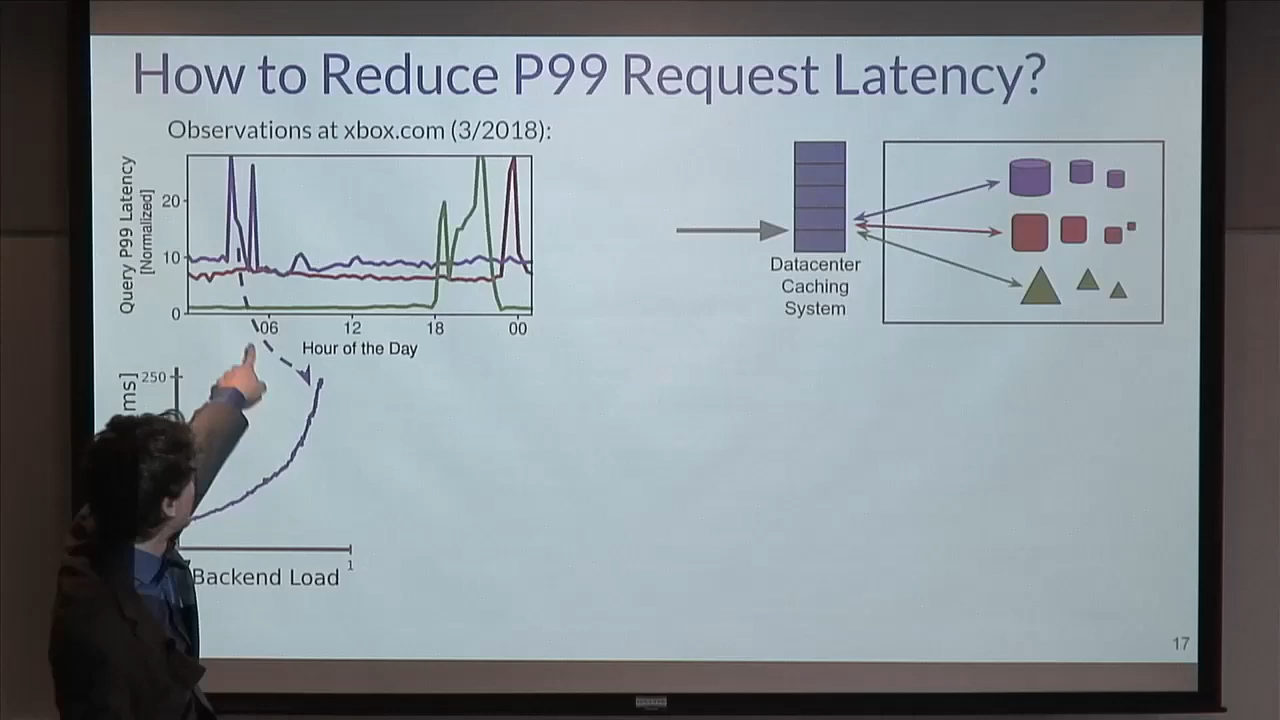 How to Reduce P99 Request Latency?
Observations at xbox.com (3/2018):
Query P99 Latency
[Normalized]
20
10
0
06
12
18
00
Hour of the Day
Datacenter
Caching
System
250
ms]
1
Backend Load
17